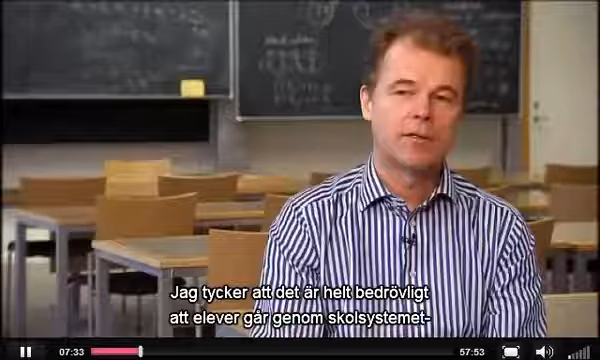 Jag tycker att det är helt bedrövligt
att elever går genom skolsystemet-
07:33
57:53